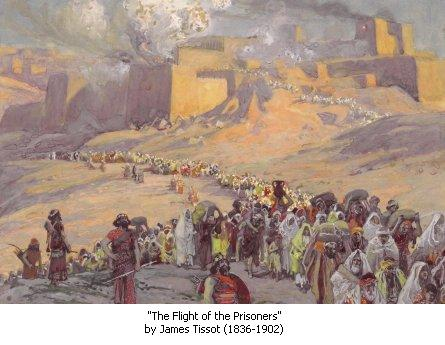 "The Flight of the Prisoners"
by James Tissot (1836-1902)